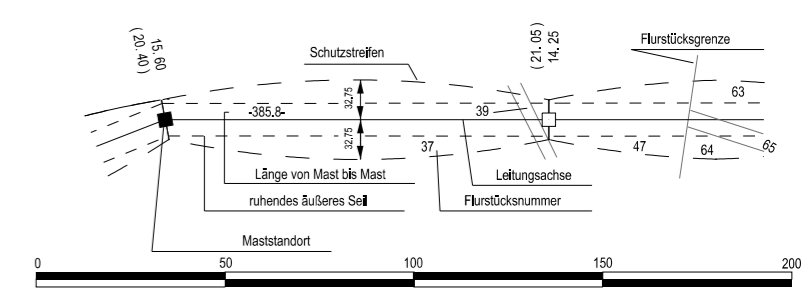 15.60
(20.40)
(21.05)
14.25
Flurstücksgrenze
Schutzstreifen
63
-385.8-
32,75
39
32,75
37
47
64
65
Länge von Mast bis Mast
Leitungsachse
ruhendes äußeres Seil
Flurstücksnummer
Maststandort
0
50
100
150
200